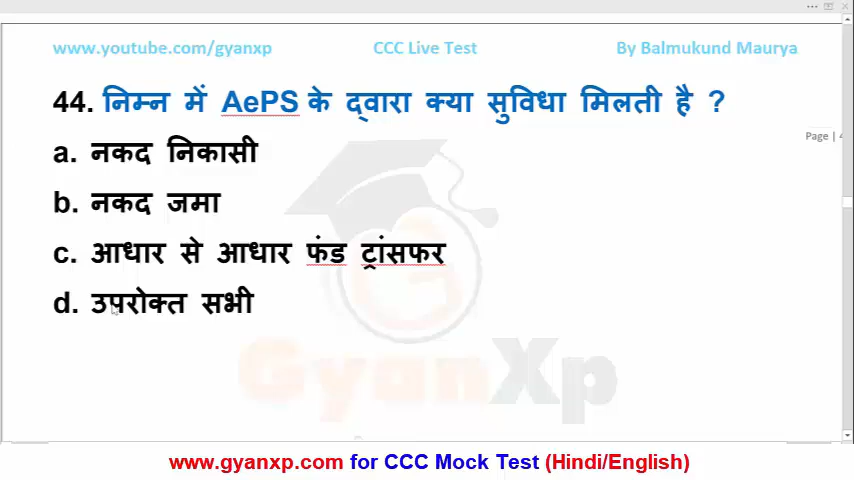 www.youtube.com/gyanxp CCC Live Test By Balmukund Maurya
44. निम्न में AePS के द्वारा क्या सुविधा मिलती है ?
Page | 4
a. नकद निकासी
b. नकद जमा
c. आधार से आधार फंड ट्रांसफर
d. उपरोक्त सभी
GyanXp
www.gyanxp.com for CCC Mock Test (Hindi/English)